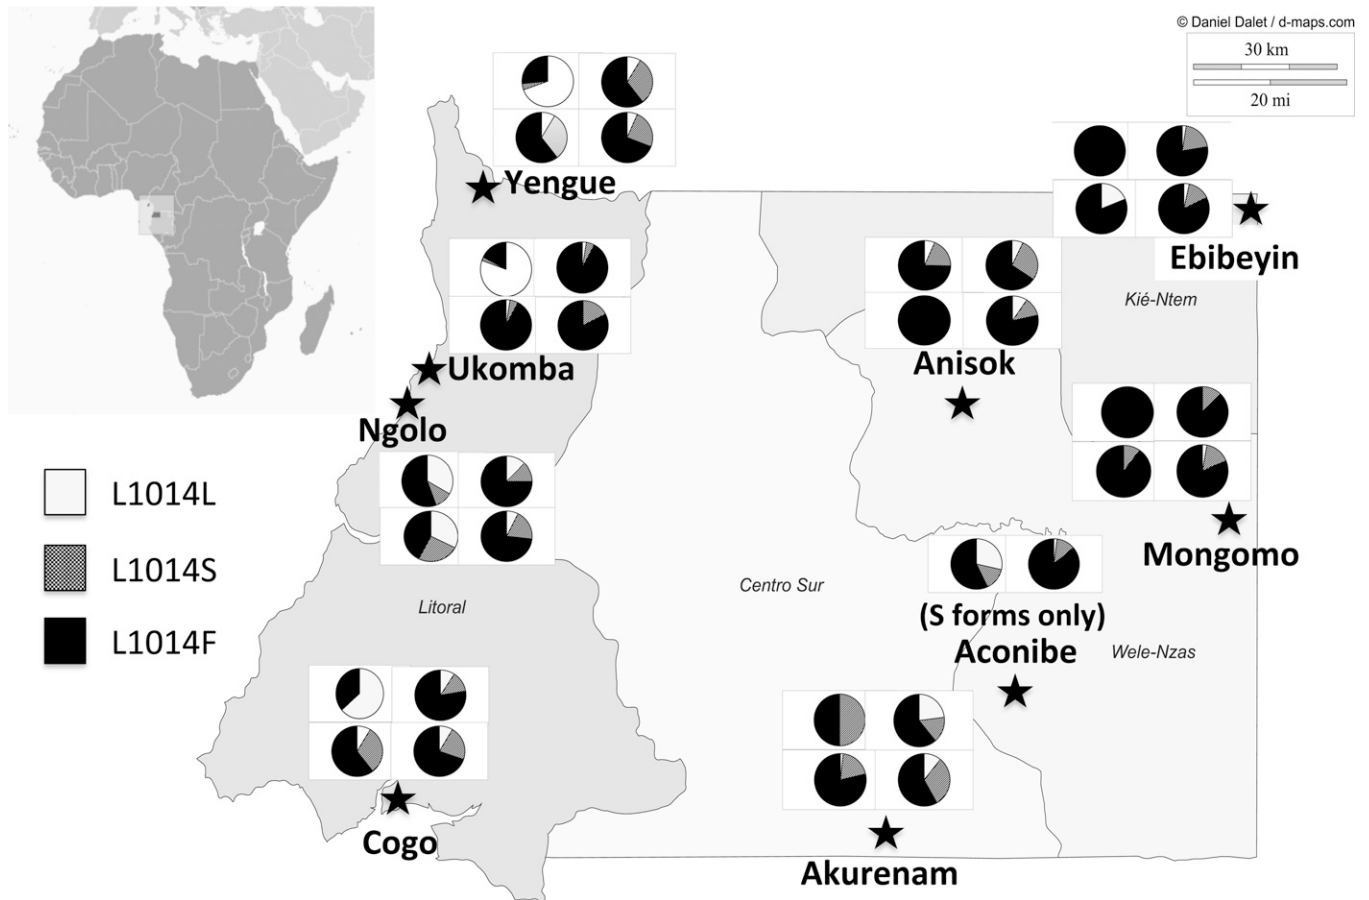 © Daniel Dalet / d-maps.com
30 km
20 mi
Yengue
Ebibeyin
Kié-Ntem
Ukomba
Anisok
Ngolo
L1014L
L1014S
L1014F
Mongomo
Centro Sur
Litoral
(S forms only)
Aconibe
Wele-Nzas
Cogo
Akurenam